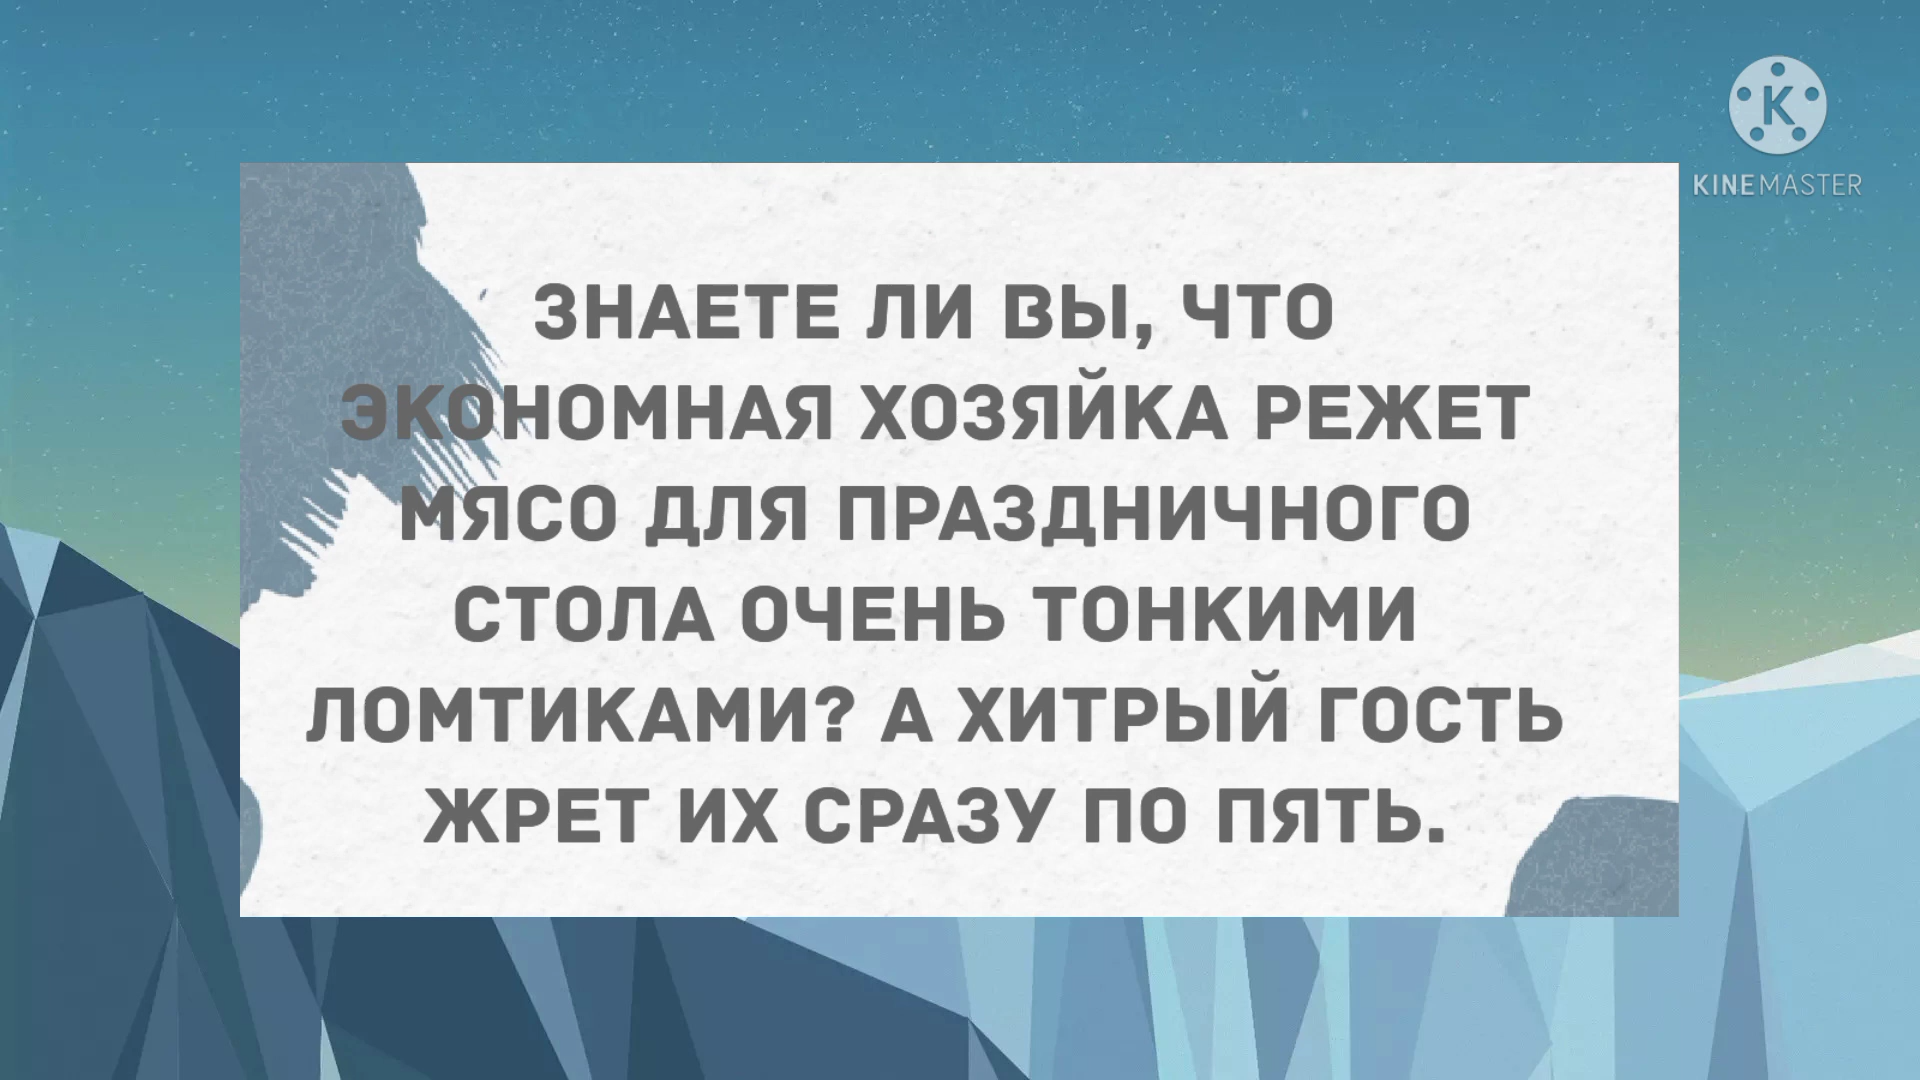 KINEMASTER
ЗНАЕТЕ ЛИ ВЫ, ЧТО
ЭКОНОМНАЯ ХОЗЯЙКА РЕЖЕТ
МЯСО ДЛЯ ПРАЗДНИЧНОГО
СТОЛА ОЧЕНЬ ТОНКИМИ
ЛОМТИКАМИ? А ХИТРЫЙ ГОСТЬ
ЖРЕТ ИХ СРАЗУ ПО ПЯТЬ.